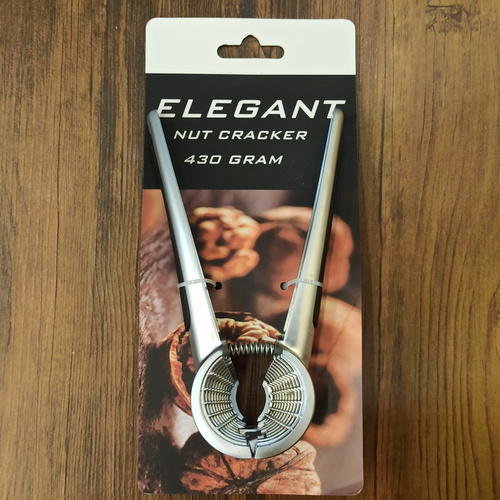 ELEGANT
NUT CRACKER
430 GRAM